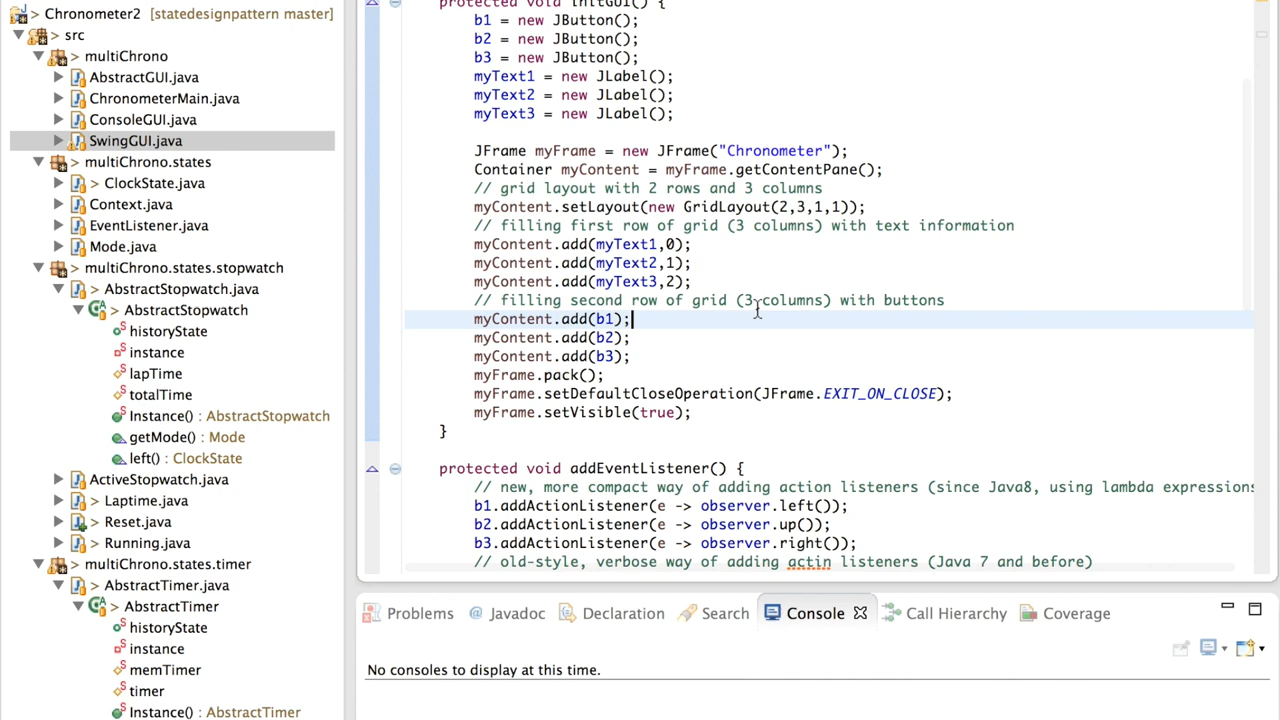 > Chronometer2 [statedesignpattern master]
> src
> multiChrono
> AbstractGUI.java
> ChronometerMain.java
> ConsoleGUI.java
> SwingGUI.java
> multiChrono.states
> ClockState.java
> Context.java
> EventListener.java
> Mode.java
> multiChrono.states.stopwatch
> AbstractStopwatch.java
> AbstractStopwatch
historyState
instance
lapTime
totalTime
Instance() : AbstractStopwatch
getMode() : Mode
left() : ClockState
ActiveStopwatch.java
> Laptime.java
> Reset.java
> Running.java
> multiChrono.states.timer
> AbstractTimer.java
> AbstractTimer
historyState
instance
memTimer
timer
Instance() : AbstractTimer
protected void initGUI() {
b1 = new JButton();
b2 = new JButton();
b3 = new JButton();
myText1 = new JLabel();
myText2 = new JLabel();
myText3 = new JLabel();
JFrame myFrame = new JFrame("Chronometer");
Container myContent = myFrame.getContentPane();
// grid layout with 2 rows and 3 columns
myContent.setLayout(new GridLayout(2,3,1,1));
// filling first row of grid (3 columns) with text information
myContent.add(myText1,0);
myContent.add(myText2,1);
myContent.add(myText3,2);
// filling second row of grid (3 columns) with buttons
myContent.add(b1);
myContent.add(b2);
myContent.add(b3);
myFrame.pack();
myFrame.setDefaultCloseOperation(JFrame.EXIT_ON_CLOSE);
myFrame.setVisible(true);
}
protected void addEventListener() {
// new, more compact way of adding action listeners (since Java8, using lambda expressions
b1.addActionListener(e -> observer.left());
b2.addActionListener(e -> observer.up());
b3.addActionListener(e -> observer.right());
// old-style, verbose way of adding actin listeners (Java 7 and before)
Problems @ Javadoc Declaration Search Console Call Hierarchy Coverage
No consoles to display at this time.